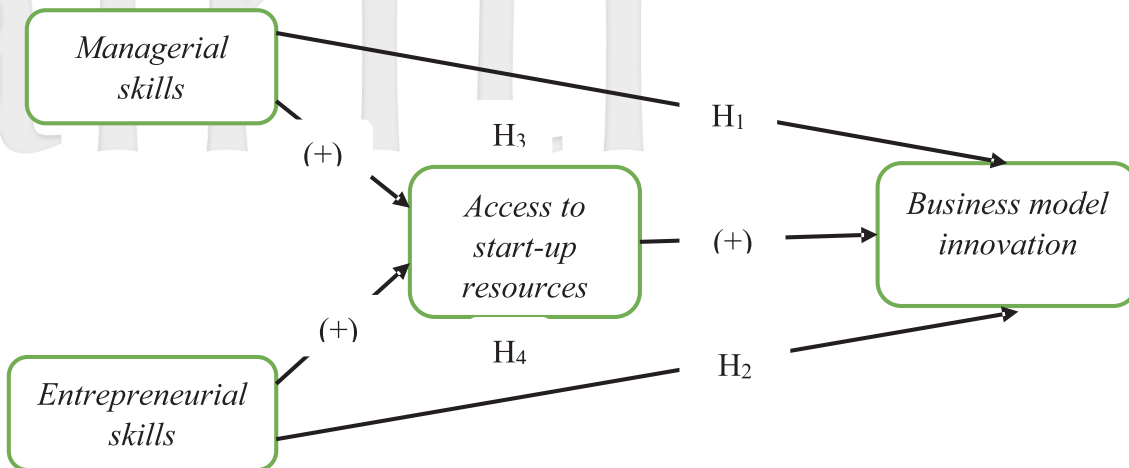 Managerial
skills
H₁
H₃
(+)
Access to
start-up
resources
(+)
Business model
innovation
(+)
H₄
H₂
Entrepreneurial
skills